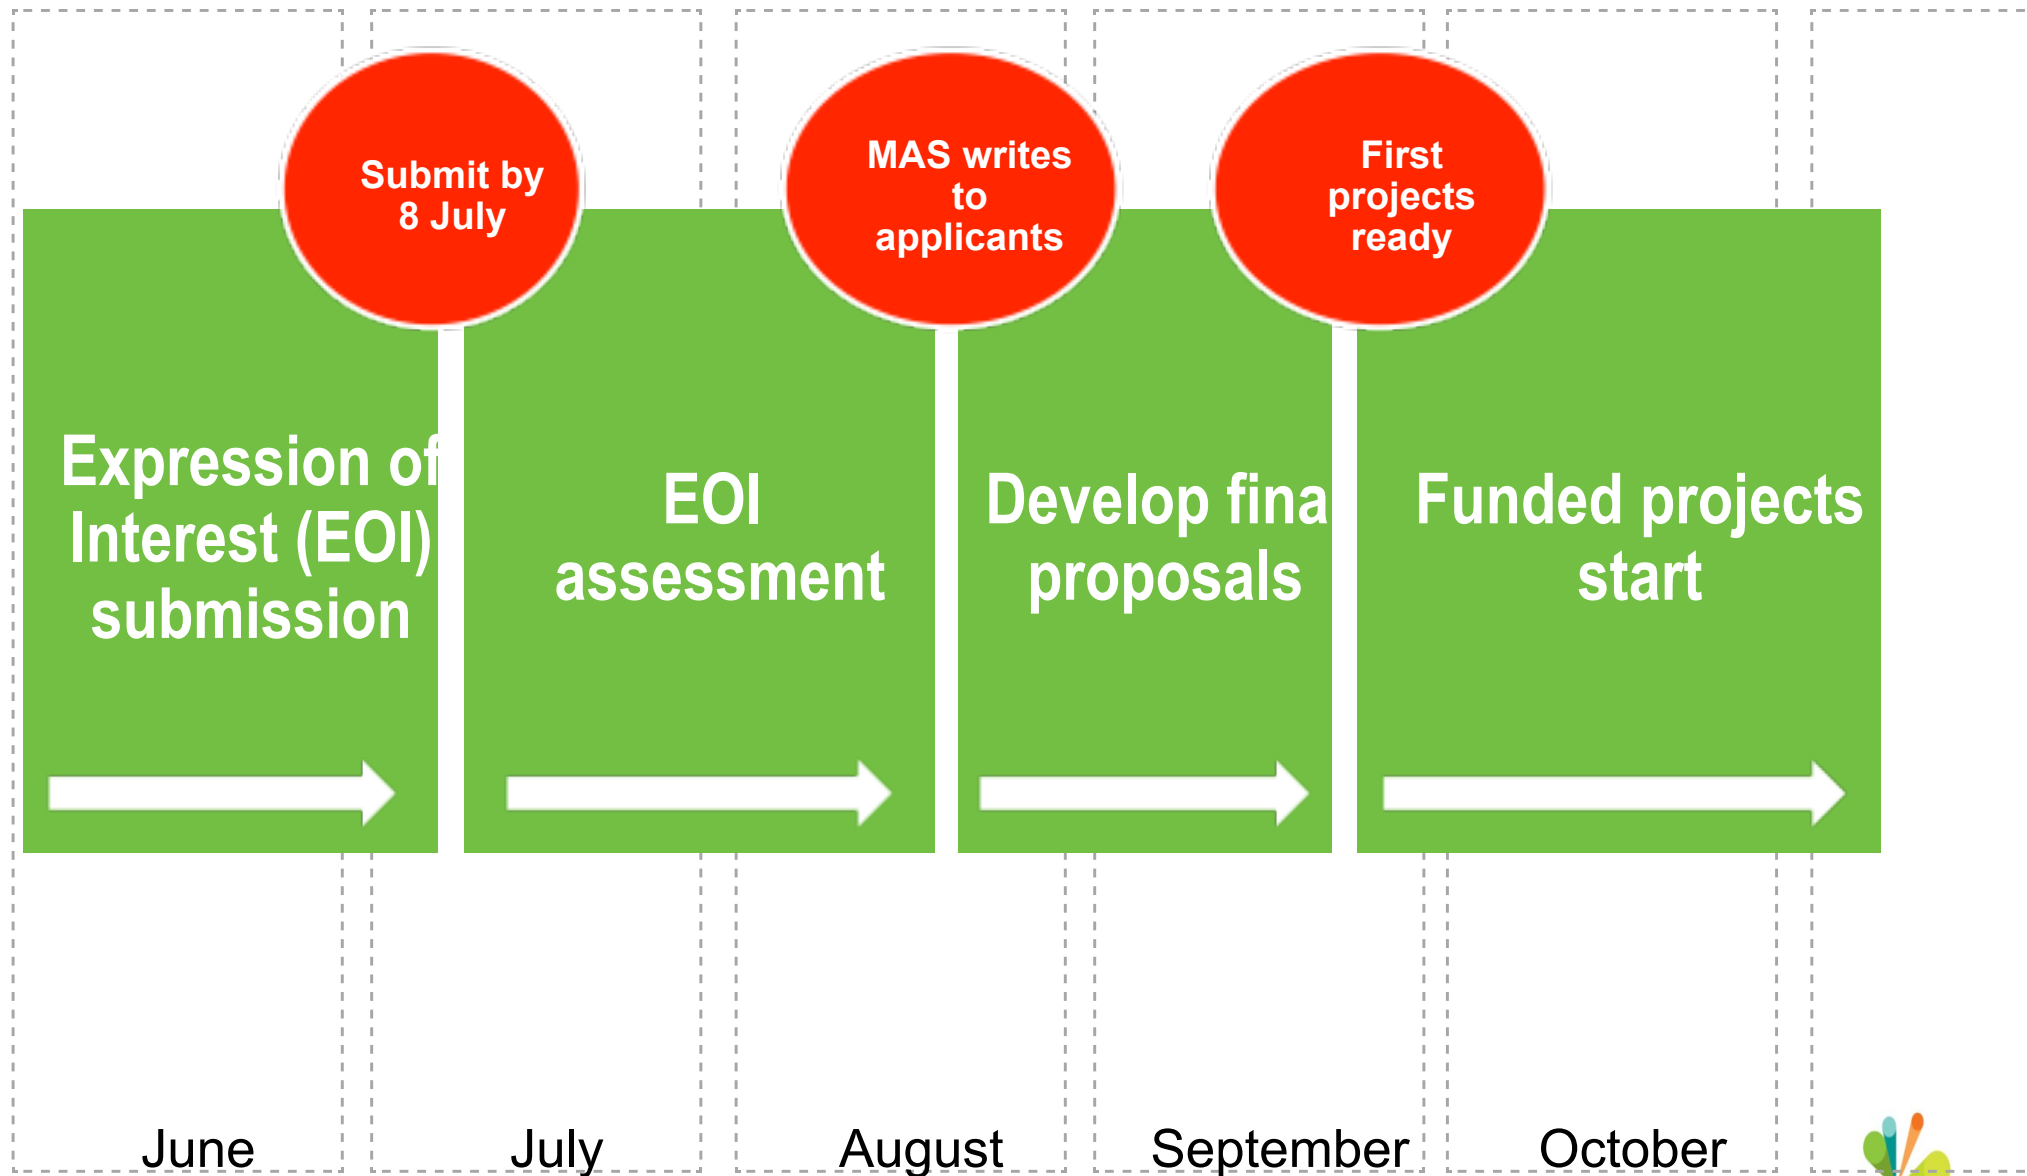 Submit by
8 July
MAS writes
to
applicants
First
projects
ready
Expression of
Interest (EOI)
submission
EOI
assessment
Develop fina
proposals
Funded projects
start
June
July
August
September
October